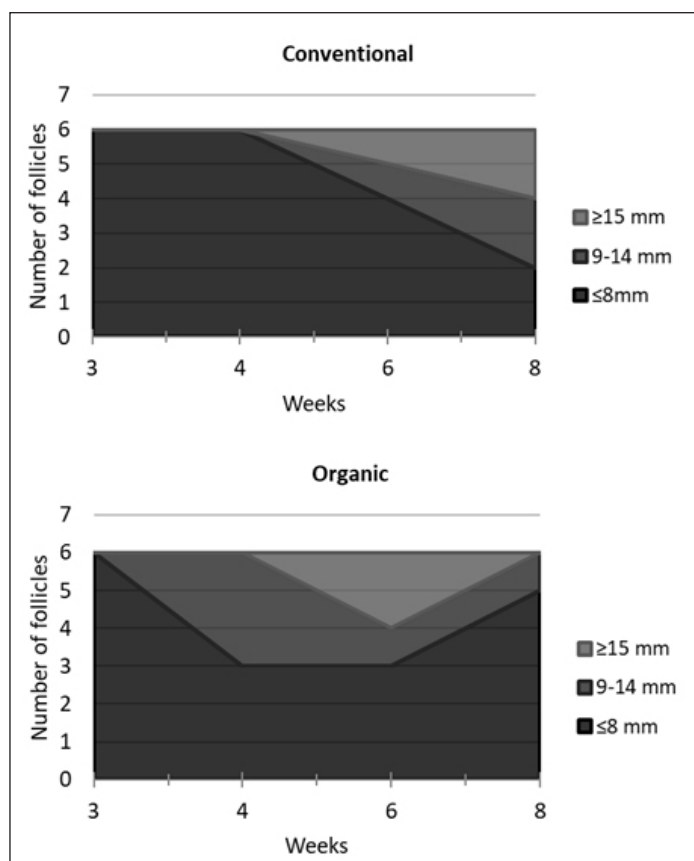 Conventional
7
6
5
4
3
2
1
0
Number of follicles
3 4 6 8
Weeks
≥15 mm
9-14 mm
≤8mm
Organic
7
6
5
4
3
2
1
0
Number of follicles
3 4 6 8
Weeks
≥15 mm
9-14 mm
≤8 mm